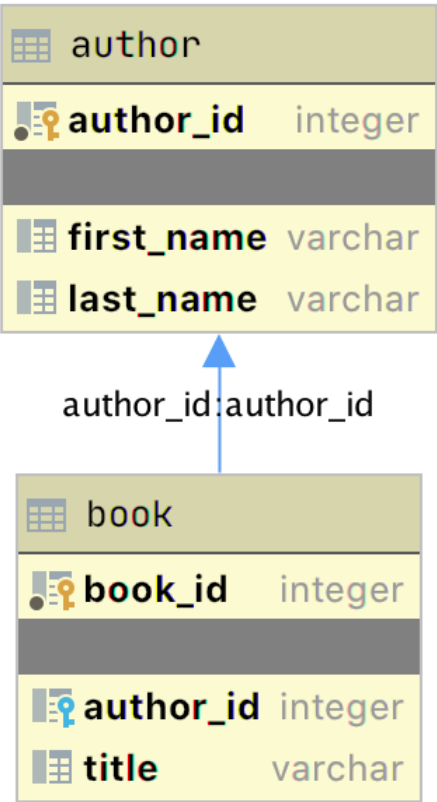 author
author_id integer
first_name varchar
last_name varchar
author_id:author_id
book
book_id integer
author_id integer
title varchar